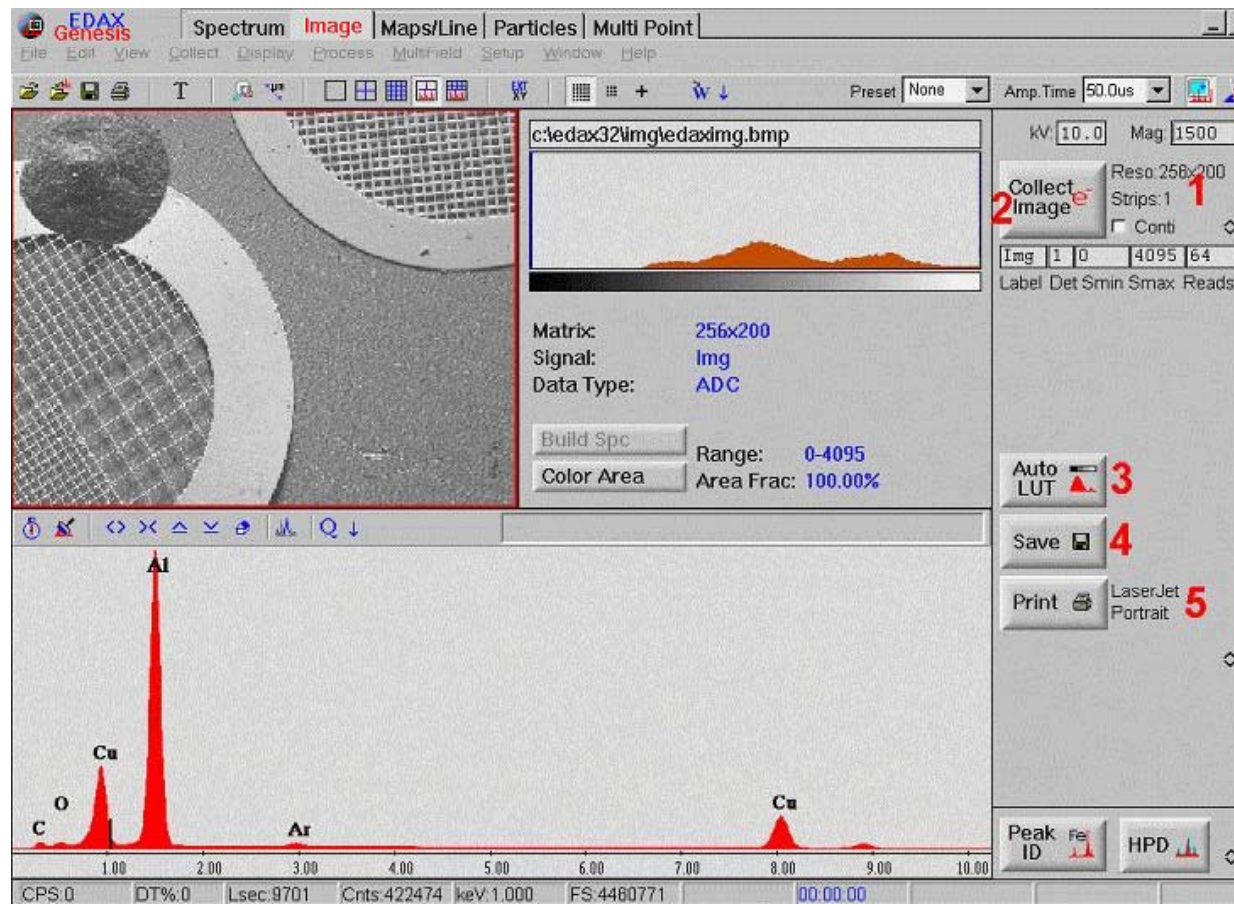 EDAX
Genesis
Spectrum Image Maps/Line Particles Multi Point
File Edit View Collect Display Process MultiField Setup Window Help
T EXT XY W Preset None Amp.Time 50.0us
c:\edax32\img\edaximg.bmp
kV: 10.0 Mag: 1500
2 Collect Image e-
Reso:256x200
Strips:1
1
Conti
Img 1 0 4095 64
Label Det Smin Smax Reads
Matrix: 256x200
Signal: Img
Data Type: ADC
Build Spc
Color Area
Range: 0-4095
Area Frac: 100.00%
Auto LUT 3
Save 4
Print LaserJet Portrait 5
Q
Al
Cu
O
C
Ar
Cu
1.00 2.00 3.00 4.00 5.00 6.00 7.00 8.00 9.00 10.00
Peak ID Fe
HPD
CPS:0 DT%:0 Lsec:9701 Cnts:422474 keV:1.000 FS:4460771 00:00:00